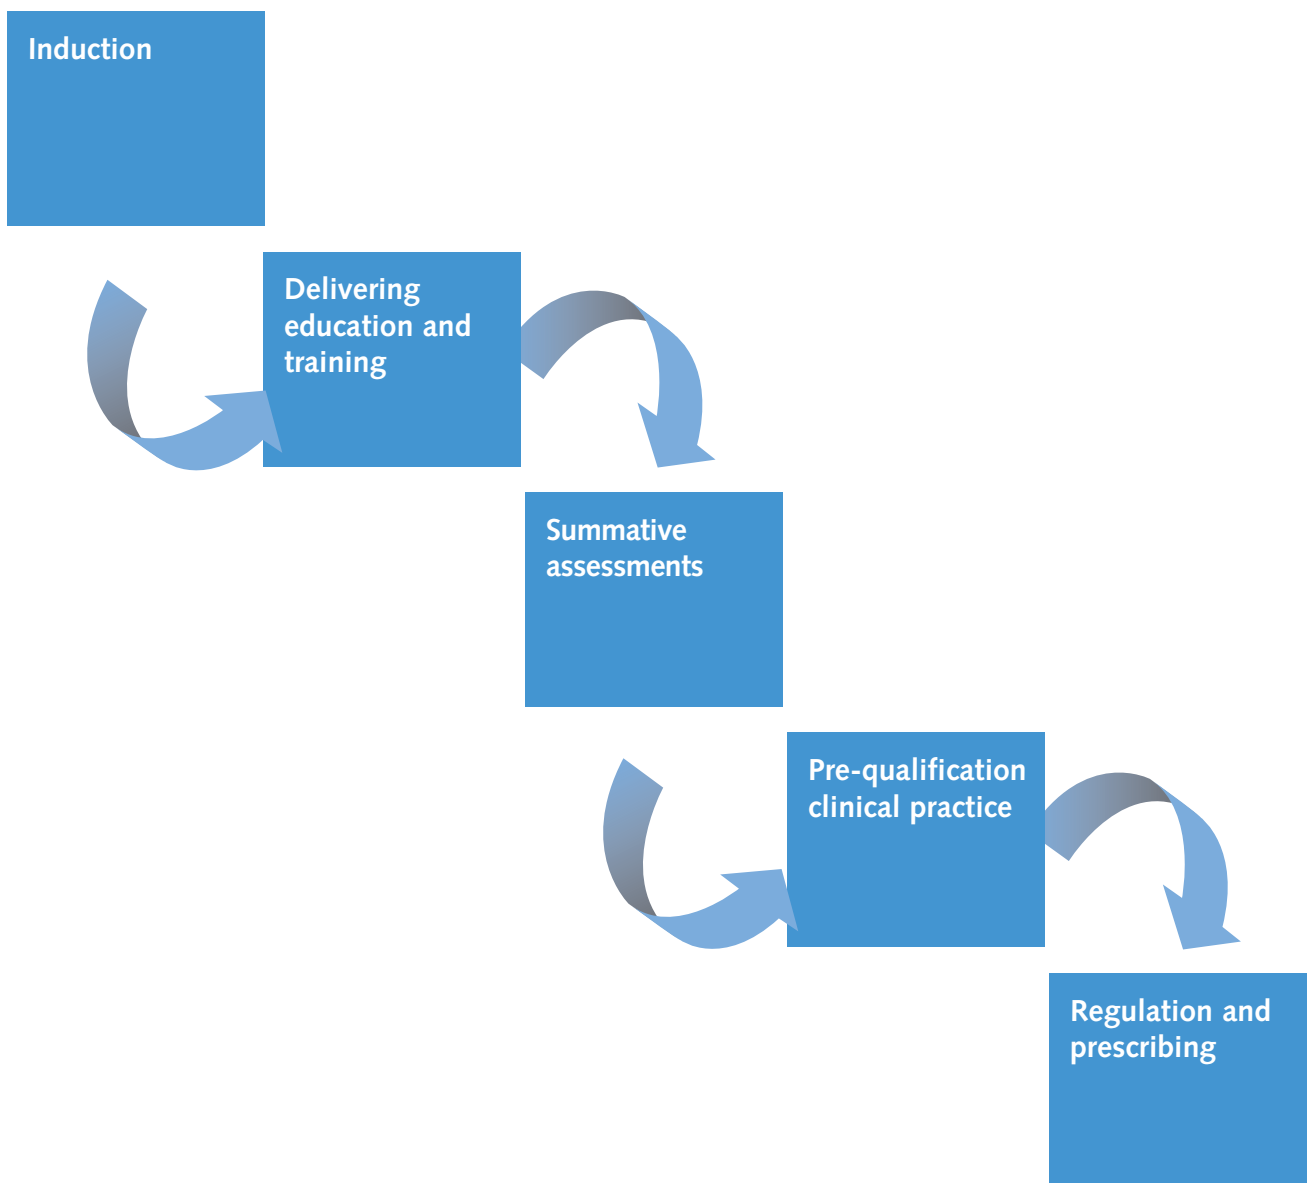 Induction
Delivering
education and
training
Summative
assessments
Pre-qualification
clinical practice
Regulation and
prescribing